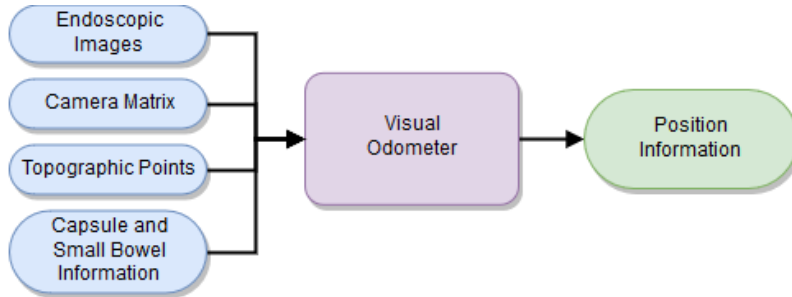 Endoscopic
Images
Camera Matrix
Topographic Points
Capsule and
Small Bowel
Information
Visual
Odometer
Position
Information